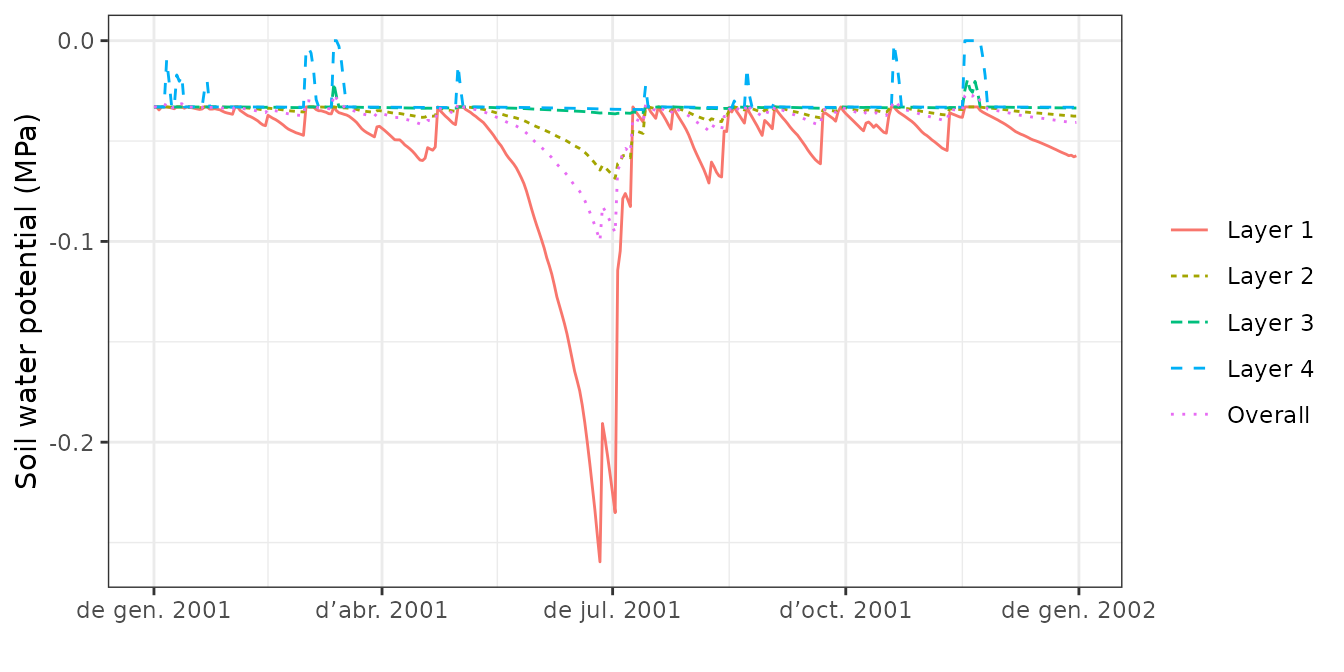 Soil water potential (MPa)
0.0
-0.1
-0.2
de gen. 2001
d’abr. 2001
de jul. 2001
d’oct. 2001
de gen. 2002
Layer 1
Layer 2
Layer 3
Layer 4
Overall